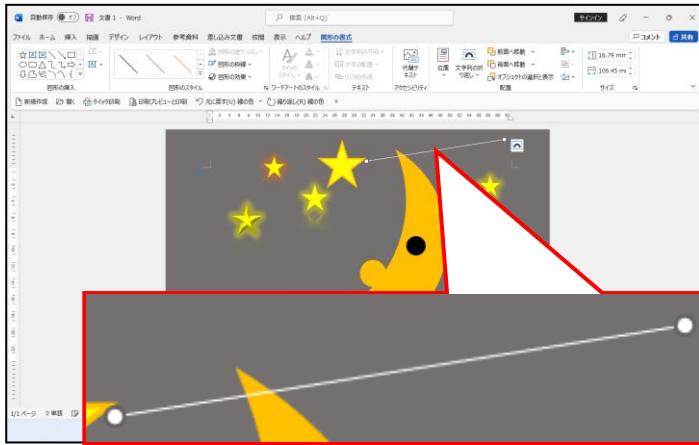 自動保存 オフ 文書 1 - Word 検索 (Alt+Q) サインイン
ファイル ホーム 挿入 描画 デザイン レイアウト 参考資料 差し込み文書 校閲 表示 ヘルプ 図形の書式 コメント 共有
図形の塗りつぶし
図形の枠線
図形の効果
クイック
スタイル
文字列の方向
文字の配置
リンクの作成
代替テ
キスト
位置
文字列の折
り返し
前面へ移動
背面へ移動
オブジェクトの選択と表示
16.79 mm
106.45 mm
図形の挿入 図形のスタイル ワードアートのスタイル テキスト アクセシビリティ 配置 サイズ
新規作成 開く クイック印刷 印刷プレビューと印刷 元に戻す(U) 線の色 繰り返し(R) 線の色
1/1 ページ 0 単語